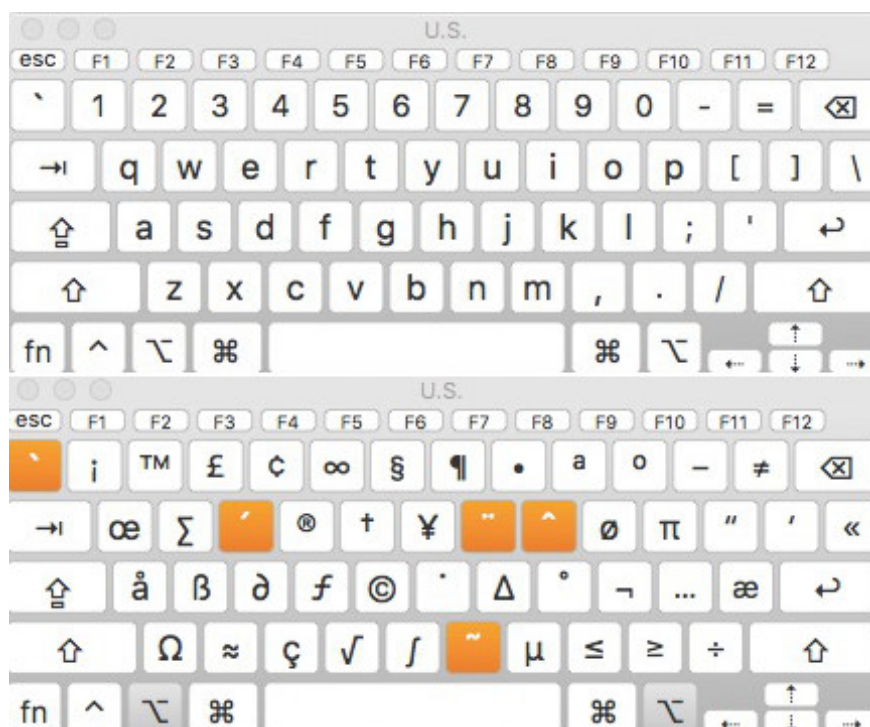 U.S.
esc F1 F2 F3 F4 F5 F6 F7 F8 F9 F10 F11 F12
` 1 2 3 4 5 6 7 8 9 0 - = ⌫
⇥ q w e r t y u i o p [ ] \
⇪ a s d f g h j k l ; ' ↩
⇧ z x c v b n m , . / ⇧
fn ^ ⌥ ⌘ ⌘ ⌥ ⇠ ⇡ ⇣ ⇢
U.S.
esc F1 F2 F3 F4 F5 F6 F7 F8 F9 F10 F11 F12
` ¡ ™ £ ¢ ∞ § ¶ • ª º – ≠ ⌫
⇥ œ ∑ ´ ® † ¥ ¨ ˆ ø π “ ‘ «
⇪ å ß ∂ ƒ © ˙ ∆ ˚ ¬ … æ ↩
⇧ Ω ≈ ç √ ∫ ˜ µ ≤ ≥ ÷ ⇧
fn ^ ⌥ ⌘ ⌘ ⌥ ⇠ ⇡ ⇣ ⇢